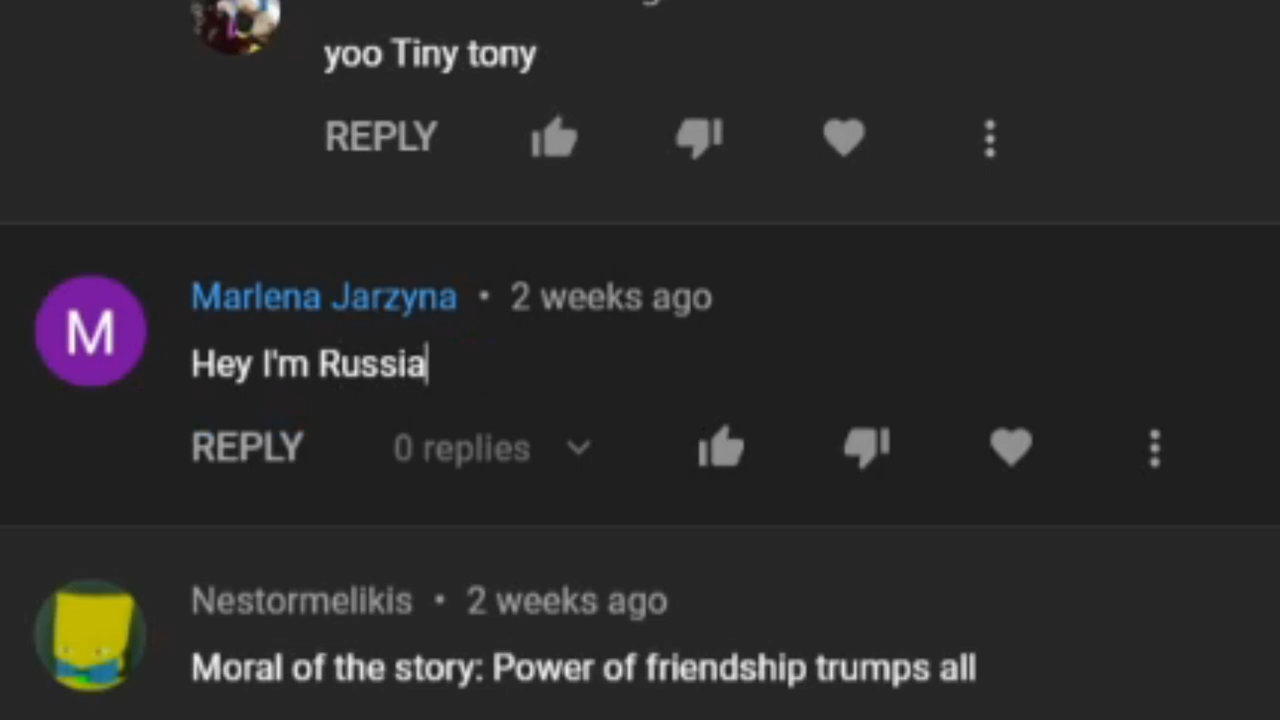 yoo Tiny tony
REPLY
M
Marlena Jarzyna • 2 weeks ago
Hey I'm Russia
REPLY 0 replies
Nestormelikis • 2 weeks ago
Moral of the story: Power of friendship trumps all